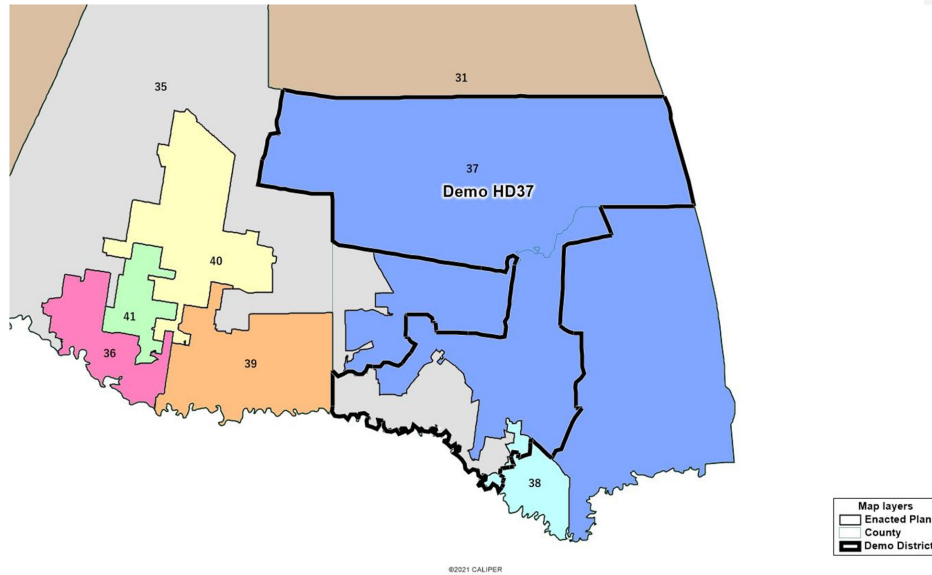 31
35
37
Demo HD37
40
41
36
39
38
Map layers
Enacted Plan
County
Demo District
©2021 CALIPER